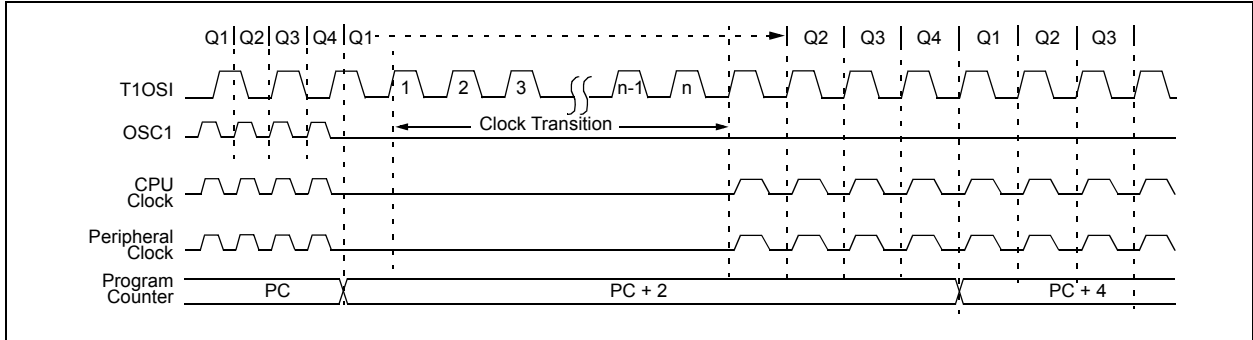 Q1 Q2 Q3 Q4 Q1 Q2 Q3 Q4 Q1 Q2 Q3
T1OSI 1 2 3 n-1 n
OSC1 Clock Transition
CPU
Clock
Peripheral
Clock
Program
Counter PC PC + 2 PC + 4